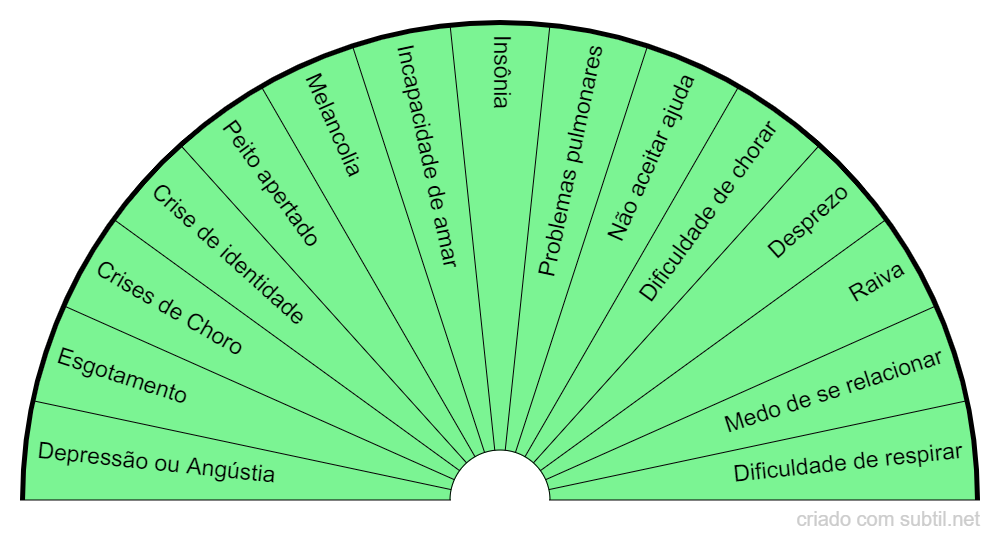 Depressão ou Angústia
Esgotamento
Crises de Choro
Crise de identidade
Peito apertado
Melancolia
Incapacidade de amar
Insônia
Problemas pulmonares
Não aceitar ajuda
Dificuldade de chorar
Desprezo
Raiva
Medo de se relacionar
Dificuldade de respirar
criado com subtil.net